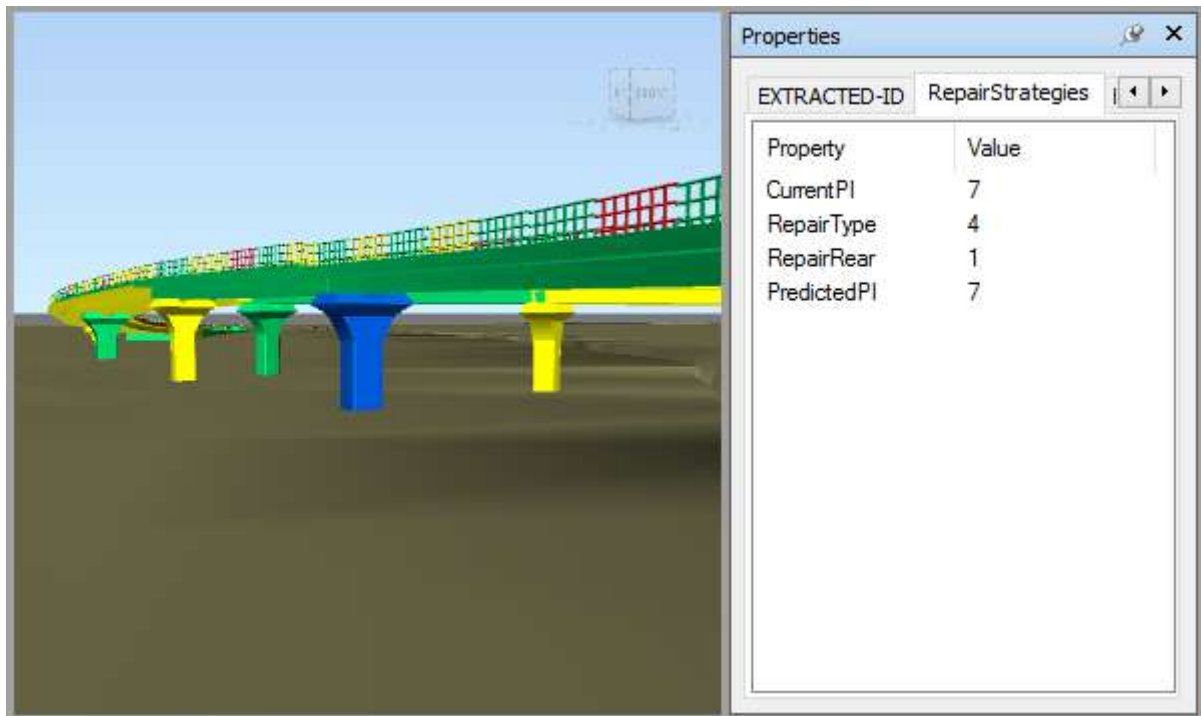 Properties
EXTRACTED-ID RepairStrategies
Property Value
CurrentPI 7
RepairType 4
RepairRear 1
PredictedPI 7